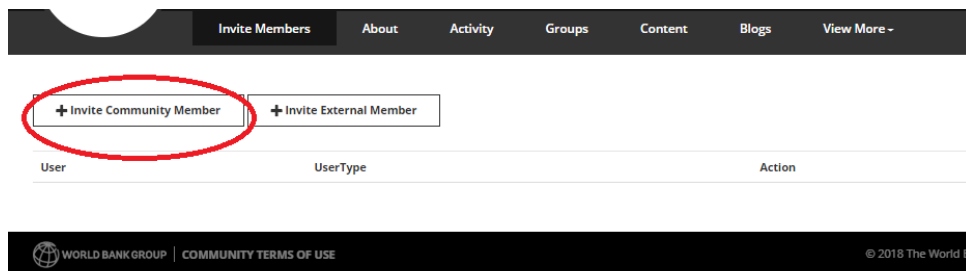 Invite Members About Activity Groups Content Blogs View More
+ Invite Community Member + Invite External Member
User UserType Action
WORLD BANK GROUP | COMMUNITY TERMS OF USE © 2018 The World